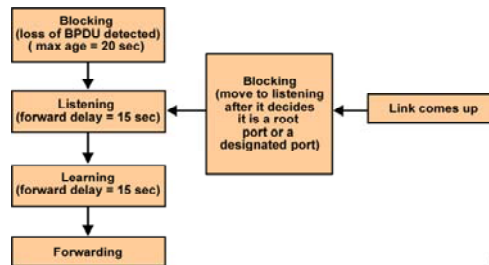 Blocking
(loss of BPDU detected)
( max age = 20 sec)
Listening
(forward delay = 15 sec)
Learning
(forward delay = 15 sec)
Forwarding
Blocking
(move to listening
after it decides
it is a root
port or a
designated port)
Link comes up